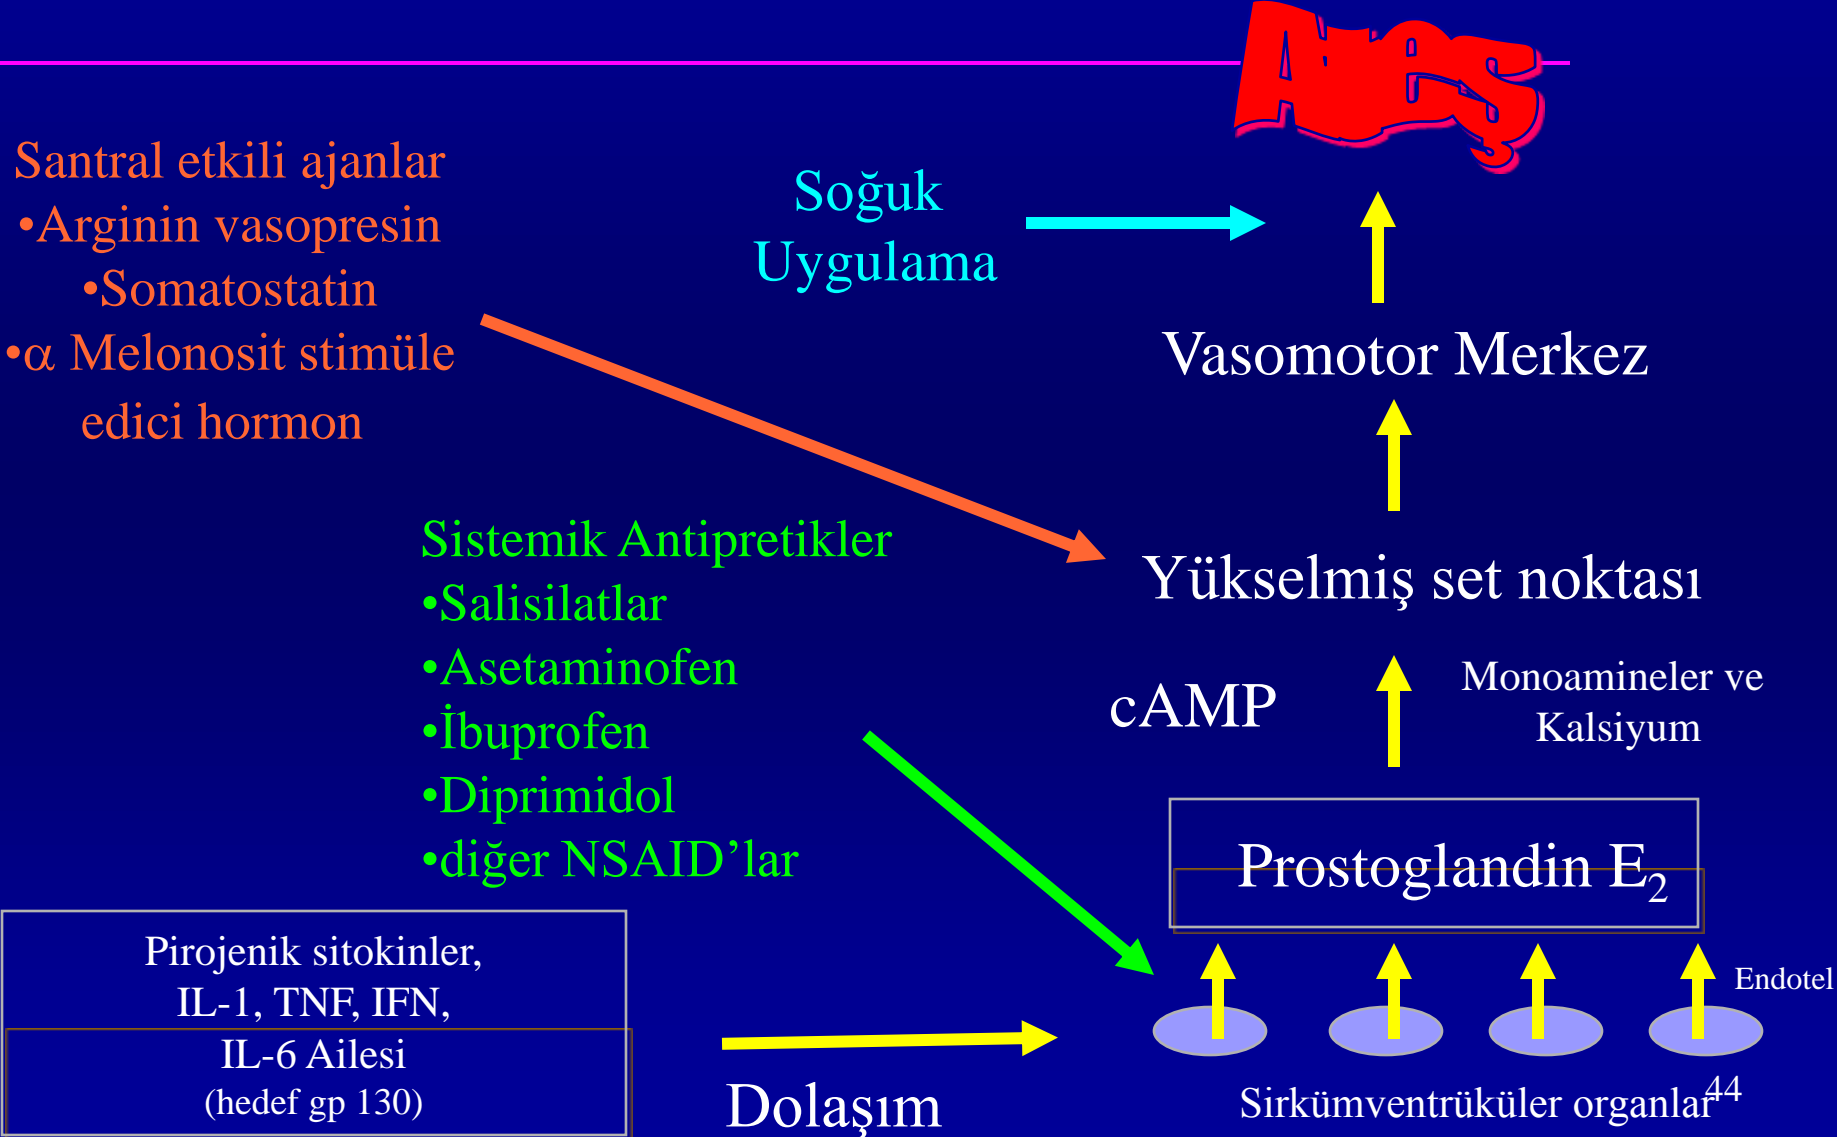 Ateş
Santral etkili ajanlar
•Arginin vasopresin
•Somatostatin
•α Melonosit stimüle
edici hormon
Soğuk
Uygulama
Vasomotor Merkez
Sistemik Antipretikler
•Salisilatlar
•Asetaminofen
•İbuprofen
•Diprimidol
•diğer NSAID’lar
Yükselmiş set noktası
cAMP
Monoamineler ve
Kalsiyum
Prostoglandin E₂
Pirojenik sitokinler,
IL-1, TNF, IFN,
IL-6 Ailesi
(hedef gp 130)
Dolaşım
Endotel
Sirkümventrüküler organlar
44